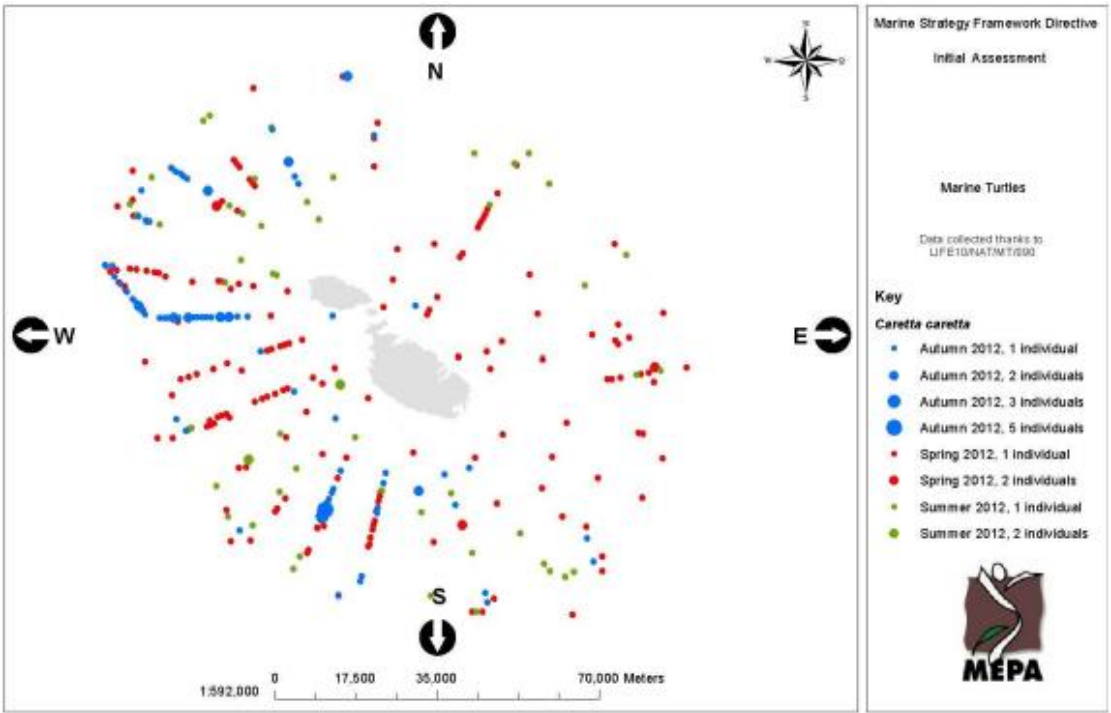 N
W
E
S
1:592,000
0 17,500 35,000 70,000 Meters
Marine Strategy Framework Directive
Initial Assessment
Marine Turtles
Data collected thanks to
LIFE10/NAT/MT/090
Key
Caretta caretta
Autumn 2012, 1 individual
Autumn 2012, 2 individuals
Autumn 2012, 3 individuals
Autumn 2012, 5 individuals
Spring 2012, 1 individual
Spring 2012, 2 individuals
Summer 2012, 1 individual
Summer 2012, 2 individuals
MEPA